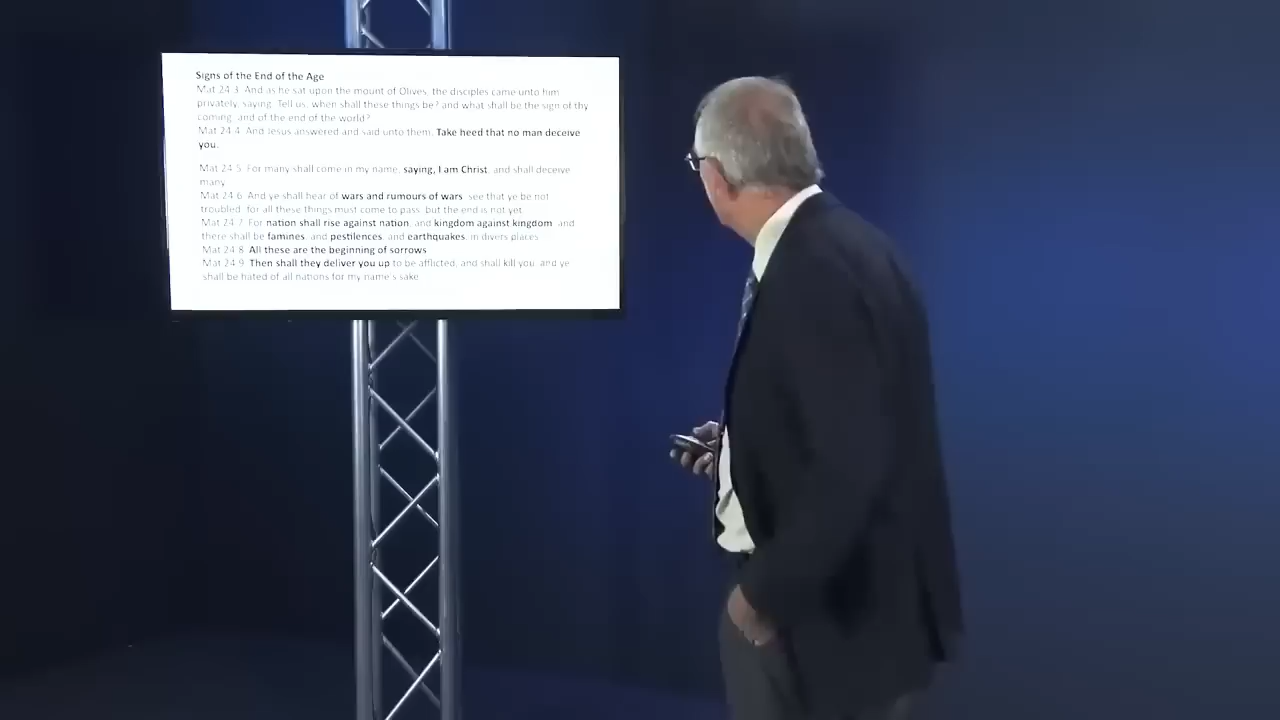 Signs of the End of the Age
Mat 24:3 And as he sat upon the mount of Olives, the disciples came unto him
privately, saying, Tell us, when shall these things be? and what shall be the sign of thy
coming, and of the end of the world?
Mat 24:4 And Jesus answered and said unto them, Take heed that no man deceive
you.
Mat 24:5 For many shall come in my name, saying, I am Christ, and shall deceive
many
Mat 24:6 And ye shall hear of wars and rumours of wars: see that ye be not
troubled: for all these things must come to pass, but the end is not yet.
Mat 24:7 For nation shall rise against nation, and kingdom against kingdom: and
there shall be famines, and pestilences, and earthquakes, in divers places.
Mat 24:8 All these are the beginning of sorrows.
Mat 24:9 Then shall they deliver you up to be afflicted, and shall kill you: and ye
shall be hated of all nations for my name's sake.